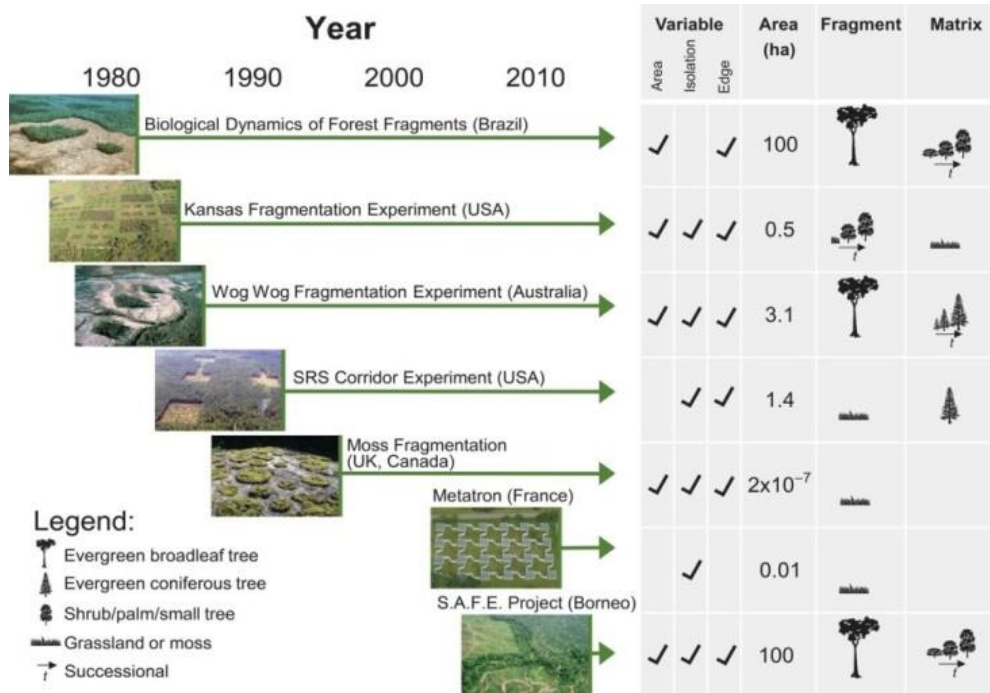 Year
1980 1990 2000 2010
Variable
Area
Isolation
Edge
Area
(ha)
Fragment
Matrix
Biological Dynamics of Forest Fragments (Brazil)
100
t
Kansas Fragmentation Experiment (USA)
0.5
t
Wog Wog Fragmentation Experiment (Australia)
3.1
t
SRS Corridor Experiment (USA)
1.4
Moss Fragmentation
(UK, Canada)
2x10⁻⁷
Metatron (France)
0.01
S.A.F.E. Project (Borneo)
100
t
Legend:
Evergreen broadleaf tree
Evergreen coniferous tree
Shrub/palm/small tree
Grassland or moss
t Successional